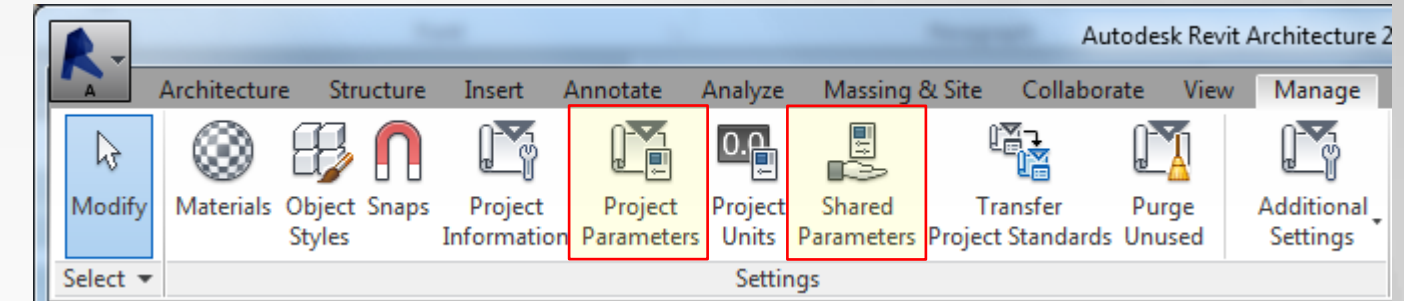 Autodesk Revit Architecture 2
A
Architecture Structure Insert Annotate Analyze Massing & Site Collaborate View Manage
0.0
Modify Materials Object Snaps Project Project Project Shared Transfer Purge Additional
Styles Information Parameters Units Parameters Project Standards Unused Settings
Select Settings